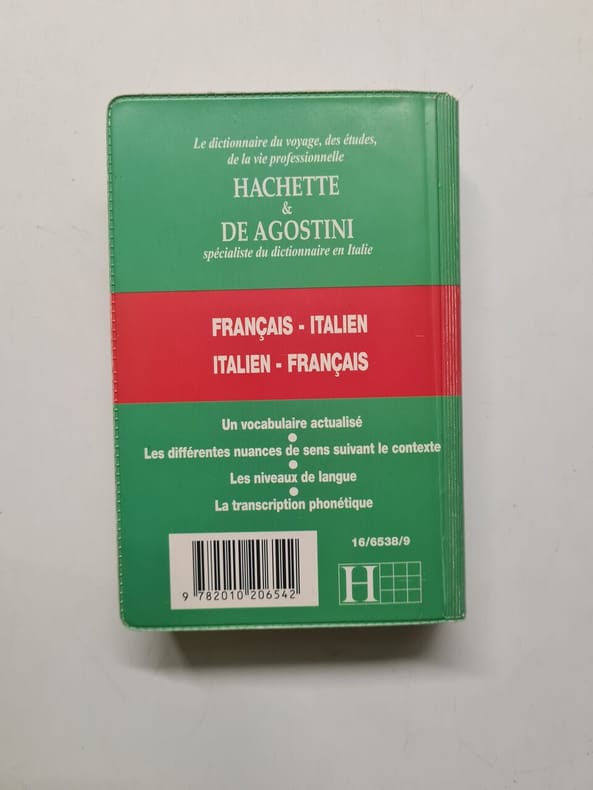 Le dictionnaire du voyage, des études,
de la vie professionnelle
HACHETTE
&
DE AGOSTINI
spécialiste du dictionnaire en Italie
FRANÇAIS - ITALIEN
ITALIEN - FRANÇAIS
Un vocabulaire actualisé
Les différentes nuances de sens suivant le contexte
Les niveaux de langue
La transcription phonétique
16/6538/9
9 782010 206542
H